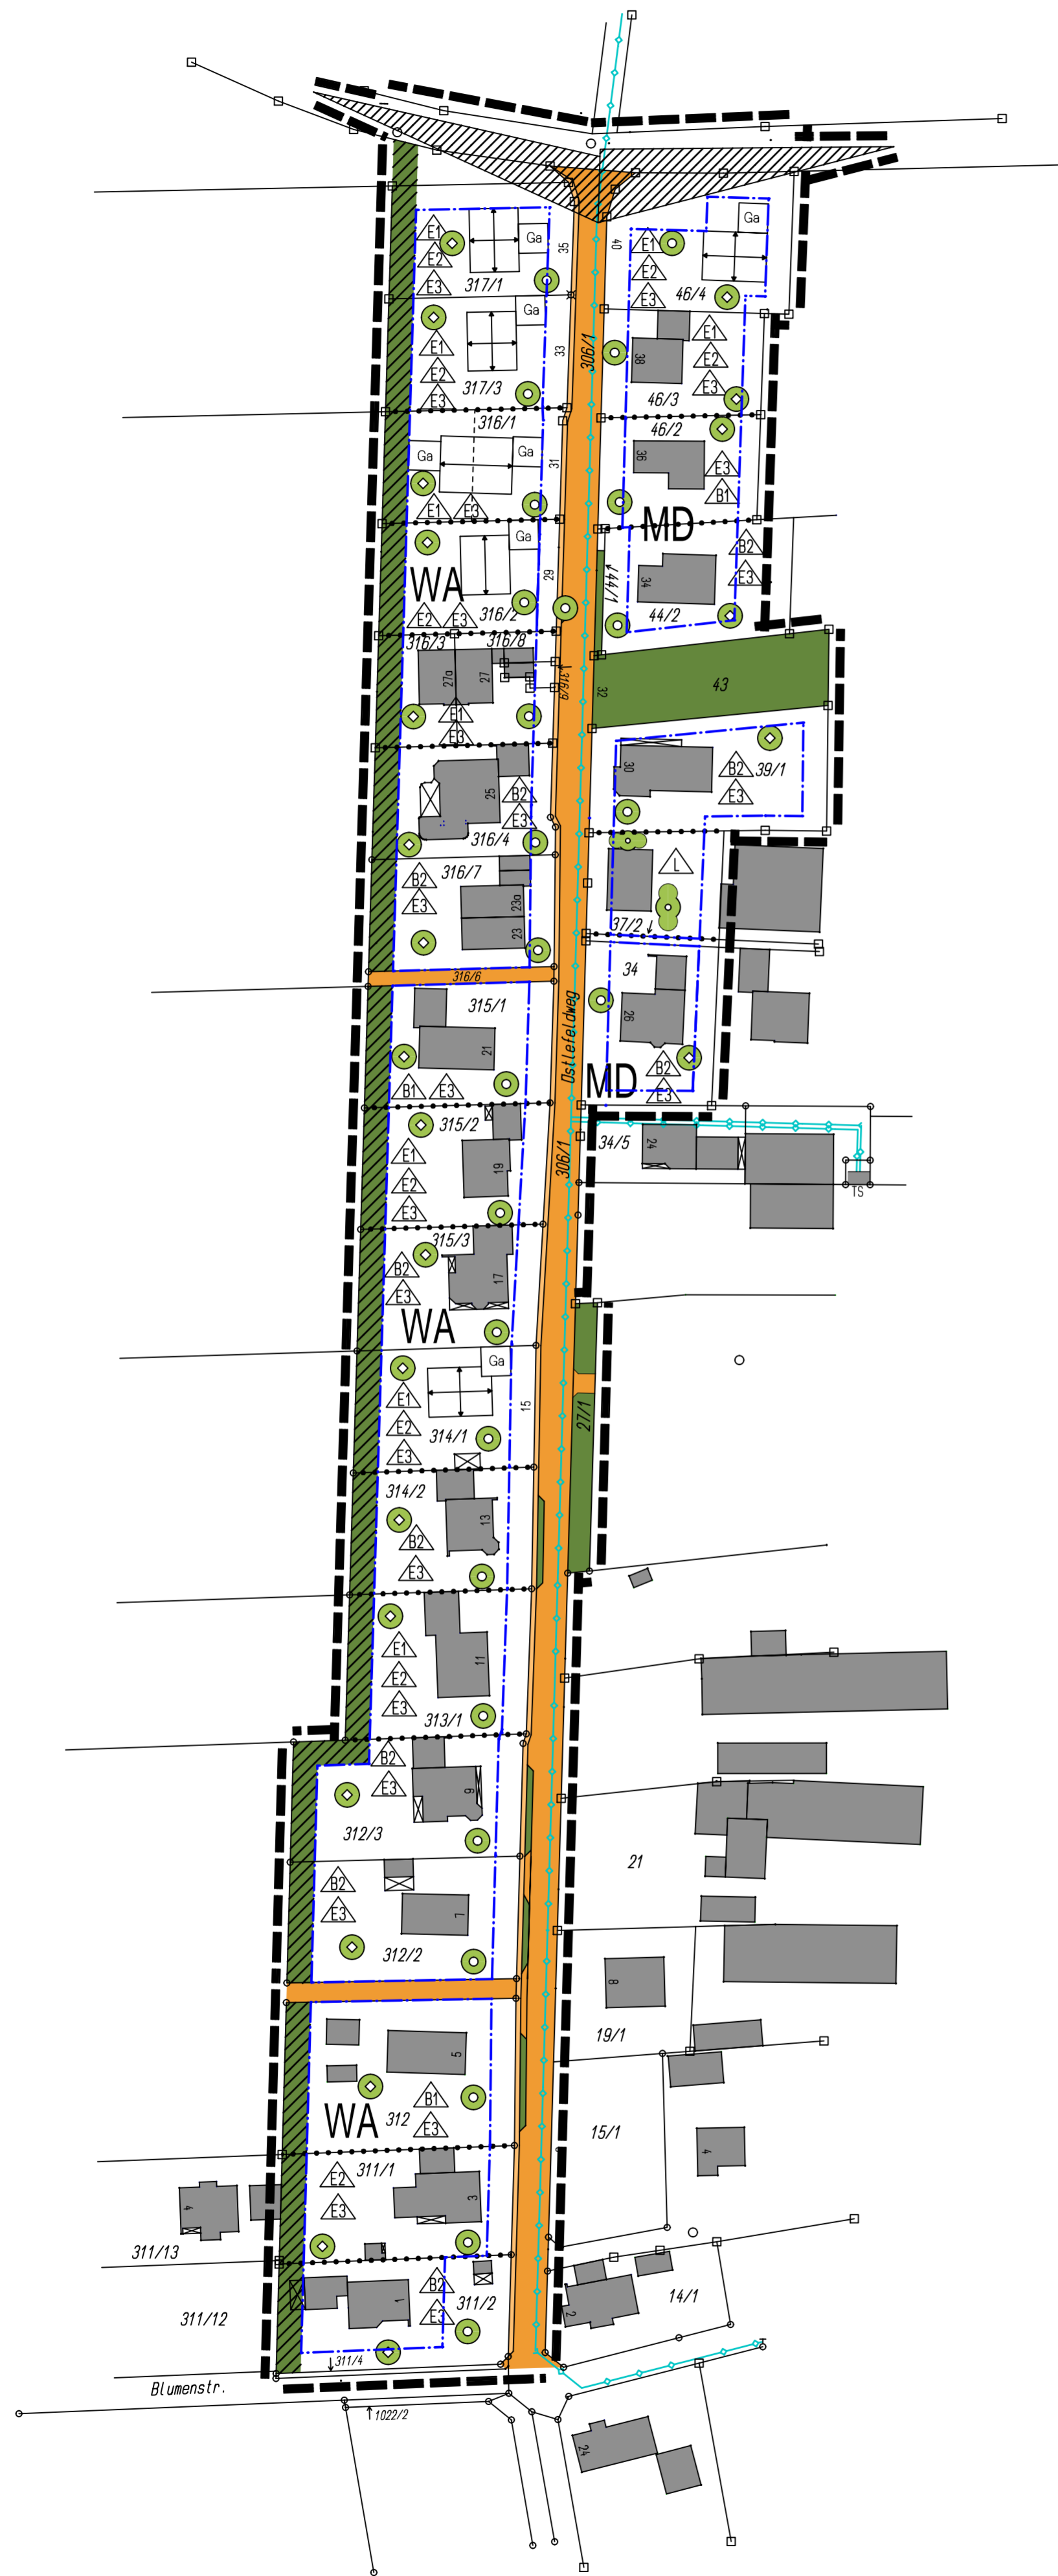 E1
Ga
35
40
E1
Ga
E2
E2
E3
317/1
E3
46/4
Ga
306/1
E1
E1
33
38
E2
E2
E3
317/3
E3
46/3
316/1
46/2
Ga
Ga
31
36
E3
E1
E3
B1
MD
Ga
B2
29
44/1
34
E3
WA
E2
E3
316/2
44/2
316/3
316/8
27a
27
316/9
32
43
E1
E3
30
B2
39/1
25
B2
E3
E3
316/4
316/7
L
B2
23a
E3
23
37/2
316/6
34
315/1
Ostlefeldweg
26
21
B1
E3
MD
B2
E3
315/2
306/1
34/5
24
E1
19
E2
TS
E3
315/3
B2
17
E3
WA
Ga
E1
15
27/1
E2
314/1
E3
314/2
13
B2
E3
E1
11
E2
E3
313/1
B2
E3
9
312/3
21
B2
E3
7
312/2
8
19/1
5
B1
WA
312
E3
15/1
4
311/1
E2
E3
3
4
311/13
B2
311/2
14/1
1
E3
2
311/12
311/4
Blumenstr.
1022/2
24